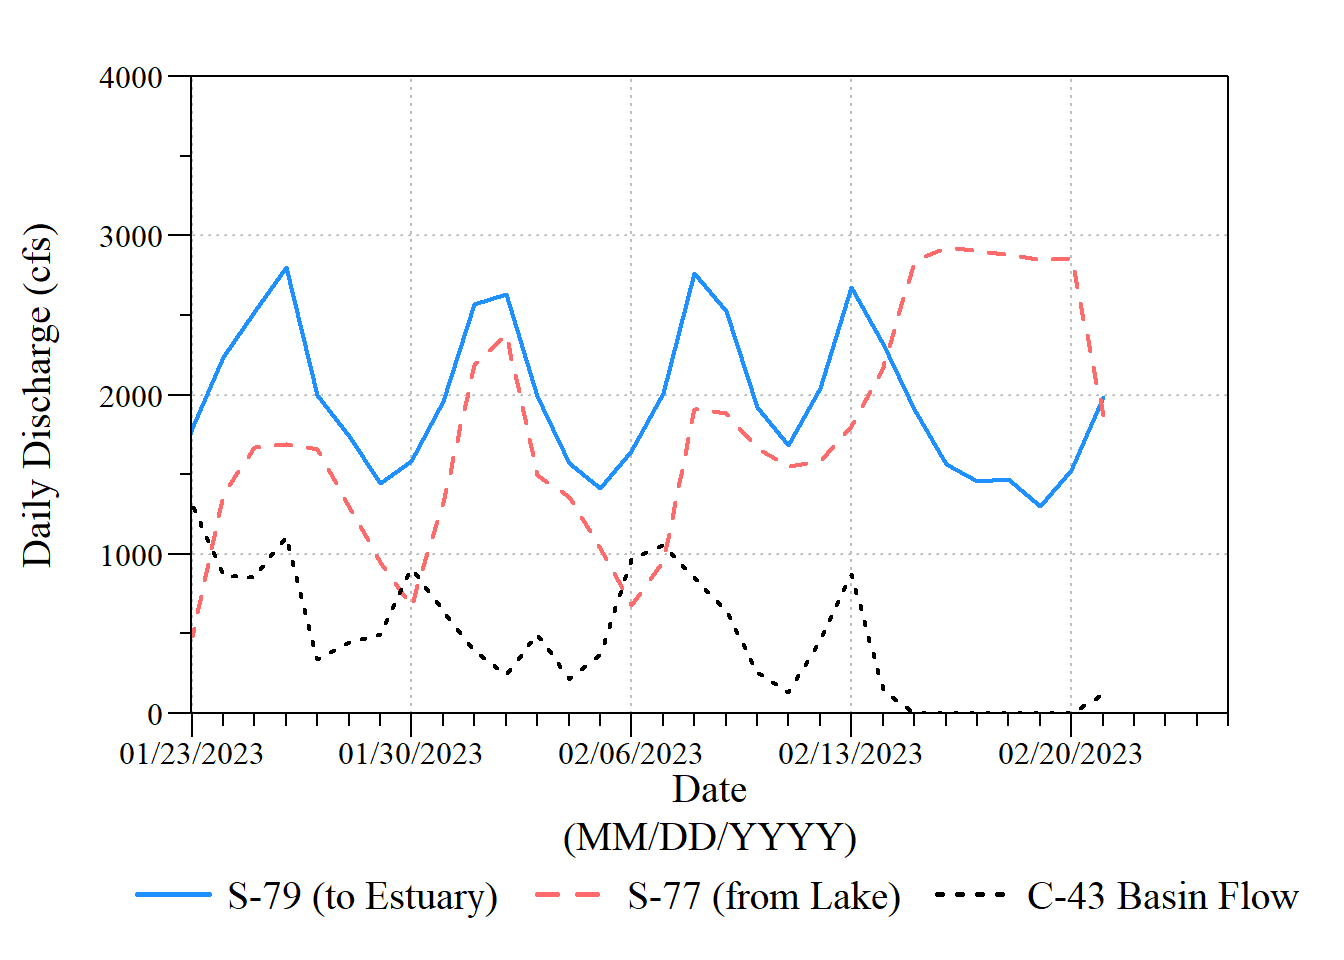 4000
3000
2000
1000
0
Daily Discharge (cfs)
01/23/2023 01/30/2023 02/06/2023 02/13/2023 02/20/2023
Date
(MM/DD/YYYY)
S-79 (to Estuary) S-77 (from Lake) C-43 Basin Flow